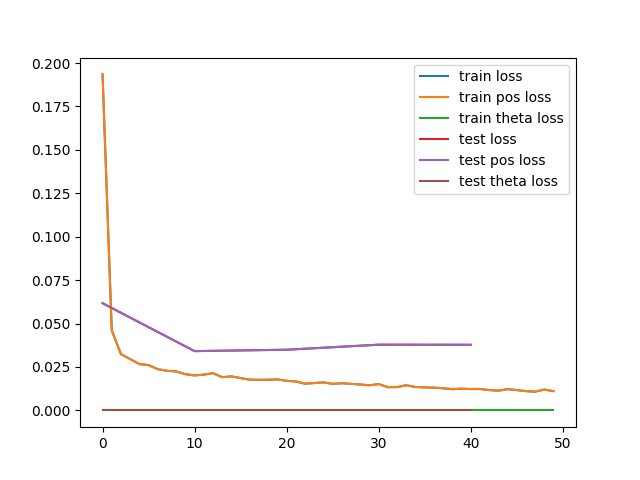 0.200
0.175
0.150
0.125
0.100
0.075
0.050
0.025
0.000
0
10
20
30
40
50
train loss
train pos loss
train theta loss
test loss
test pos loss
test theta loss